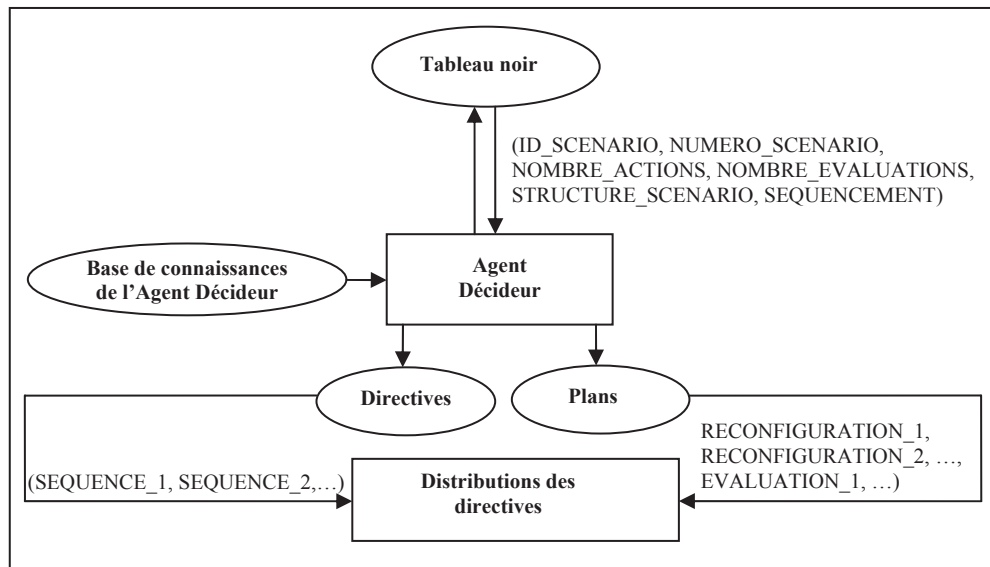 Tableau noir
(ID_SCENARIO, NUMERO_SCENARIO,
NOMBRE_ACTIONS, NOMBRE_EVALUATIONS,
STRUCTURE_SCENARIO, SEQUENCEMENT)
Base de connaissances
de l’Agent Décideur
Agent
Décideur
Directives
Plans
(SEQUENCE_1, SEQUENCE_2,…)
Distributions des
directives
RECONFIGURATION_1,
RECONFIGURATION_2, …,
EVALUATION_1, …)